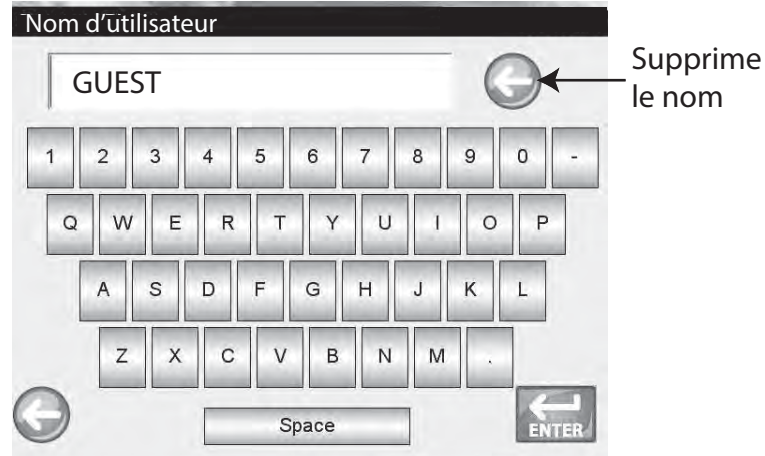 Nom d'utilisateur
GUEST
Supprime
le nom
1 2 3 4 5 6 7 8 9 0 -
Q W E R T Y U I O P
A S D F G H J K L
Z X C V B N M .
Space
ENTER